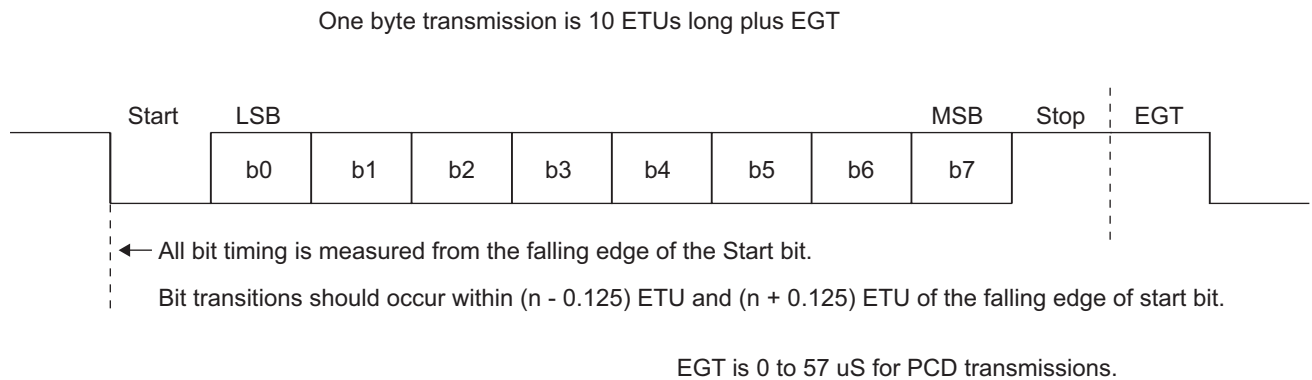 One byte transmission is 10 ETUs long plus EGT
Start LSB MSB Stop EGT
b0 b1 b2 b3 b4 b5 b6 b7
All bit timing is measured from the falling edge of the Start bit.
Bit transitions should occur within (n - 0.125) ETU and (n + 0.125) ETU of the falling edge of start bit.
EGT is 0 to 57 uS for PCD transmissions.